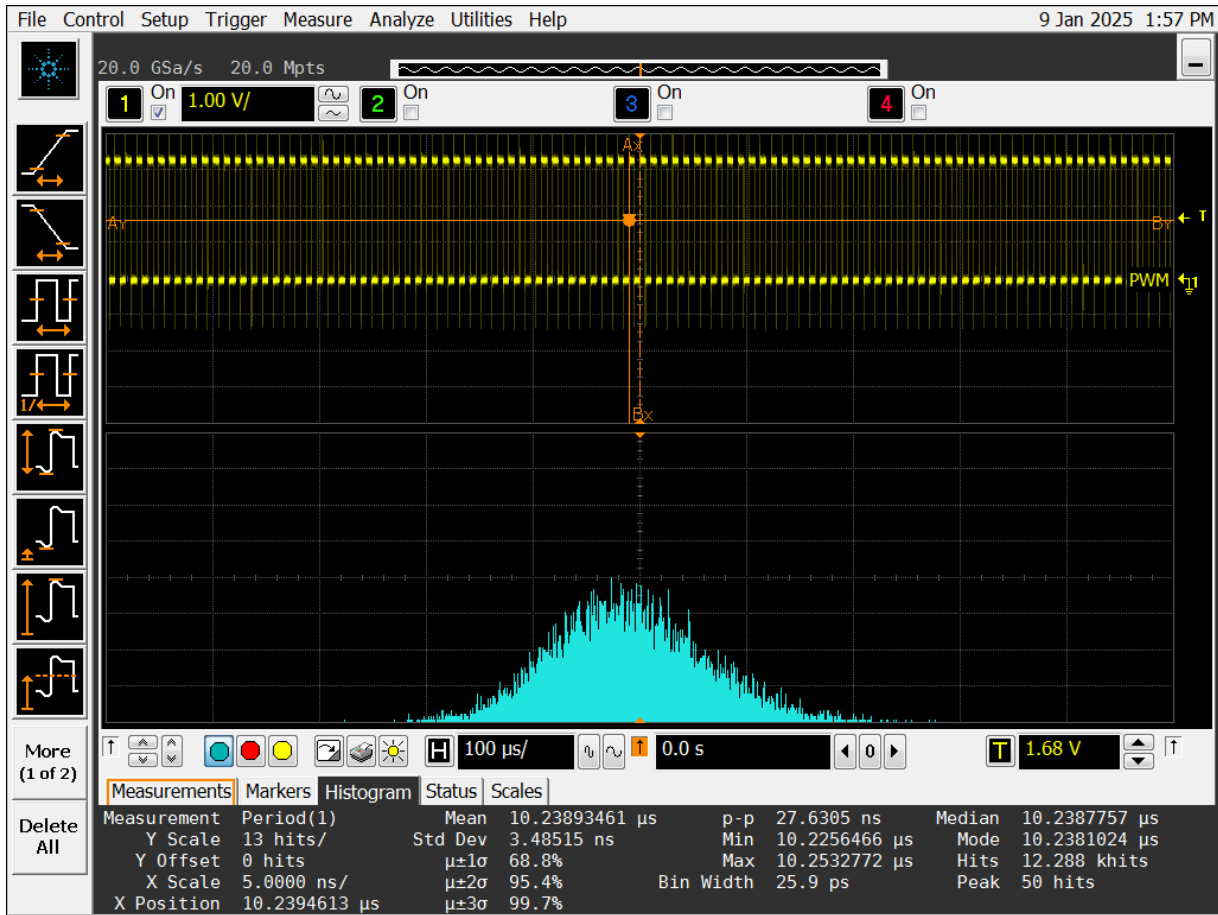 File Control Setup Trigger Measure Analyze Utilities Help 9 Jan 2025 1:57 PM
20.0 GSa/s 20.0 Mpts
1 On 1.00 V/ 2 On 3 On 4 On
Ax
AY BY T
PWM 1
Bx
1/
More
(1 of 2)
Delete
All
H 100 µs/ 0.0 s 0 T 1.68 V
Measurements Markers Histogram Status Scales
Measurement Period(1) Mean 10.23893461 µs p-p 27.6305 ns Median 10.2387757 µs
Y Scale 13 hits/ Std Dev 3.48515 ns Min 10.2256466 µs Mode 10.2381024 µs
Y Offset 0 hits µ±1σ 68.8% Max 10.2532772 µs Hits 12.288 khits
X Scale 5.0000 ns/ µ±2σ 95.4% Bin Width 25.9 ps Peak 50 hits
X Position 10.2394613 µs µ±3σ 99.7%